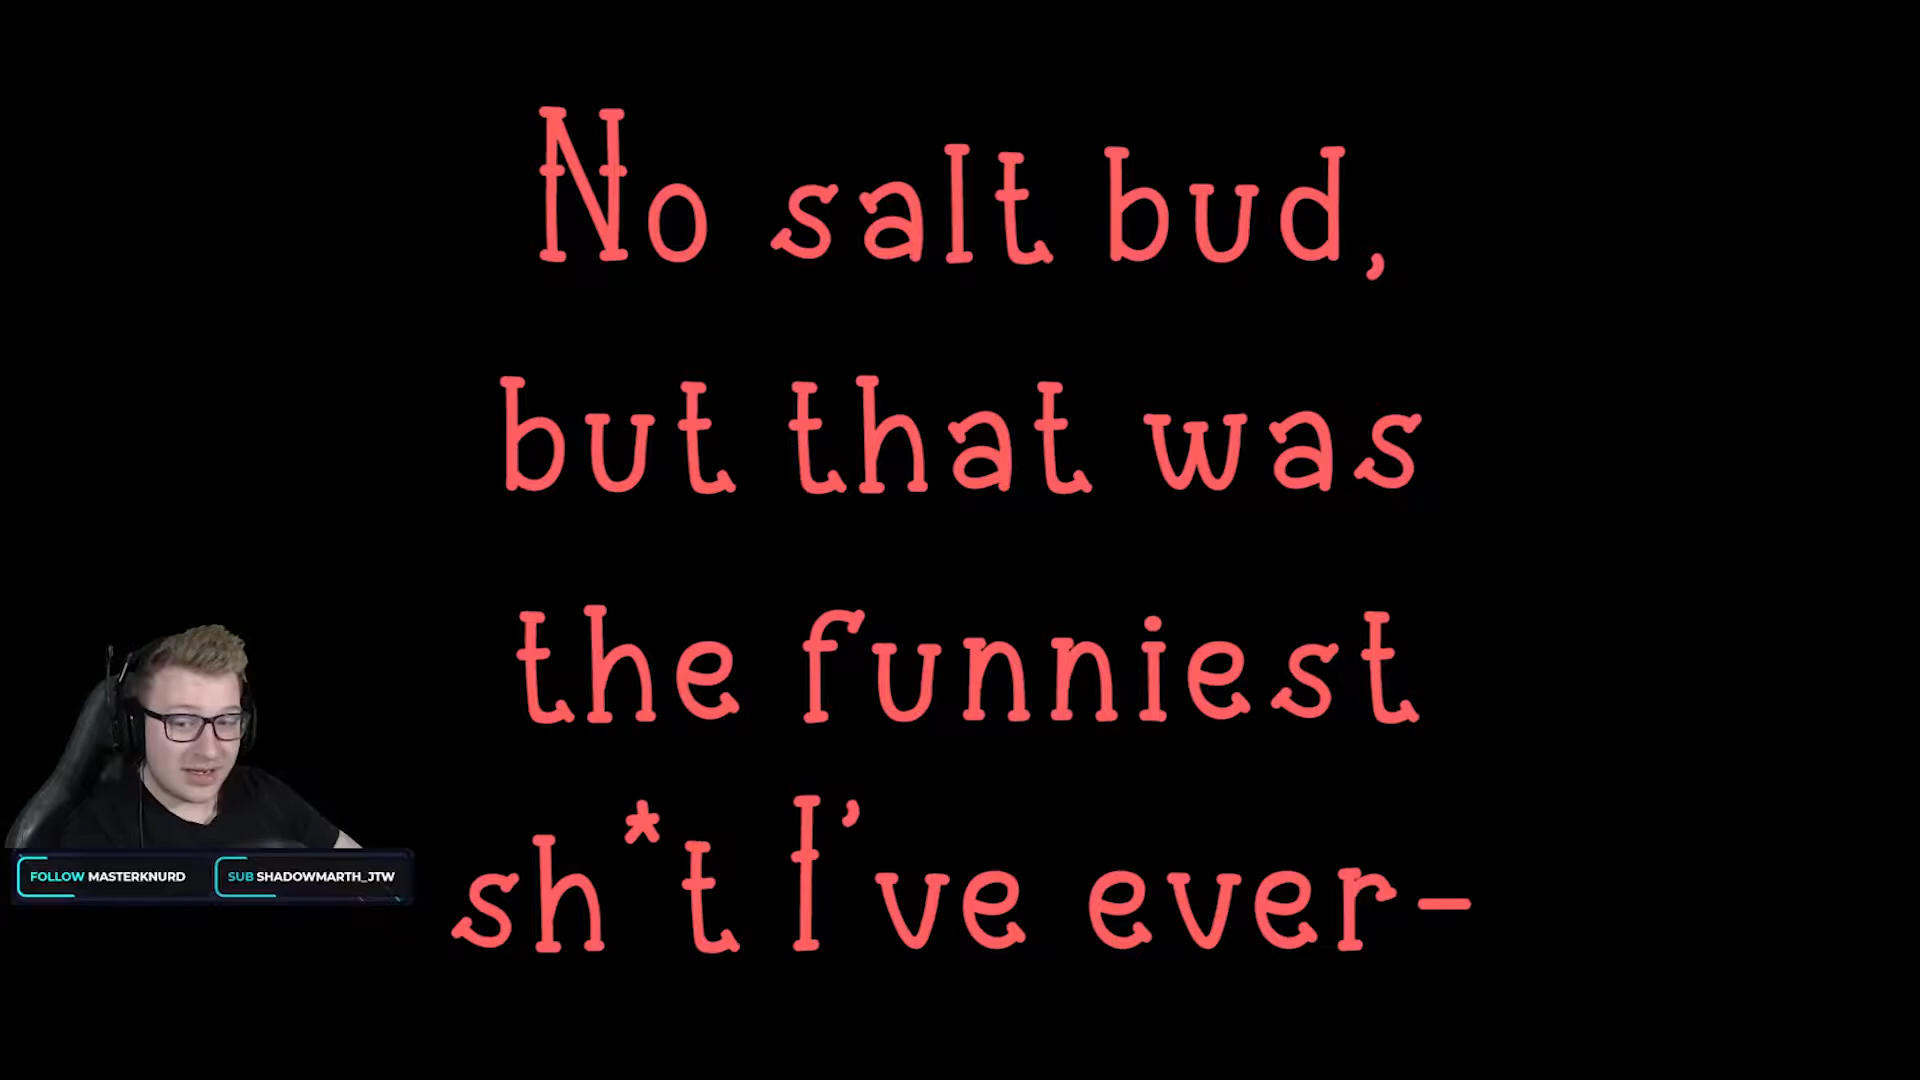 No salt bud,
but that was
the funniest
sh*t I've ever-
FOLLOW MASTERKNURD
SUB SHADOWMARTH_JTW